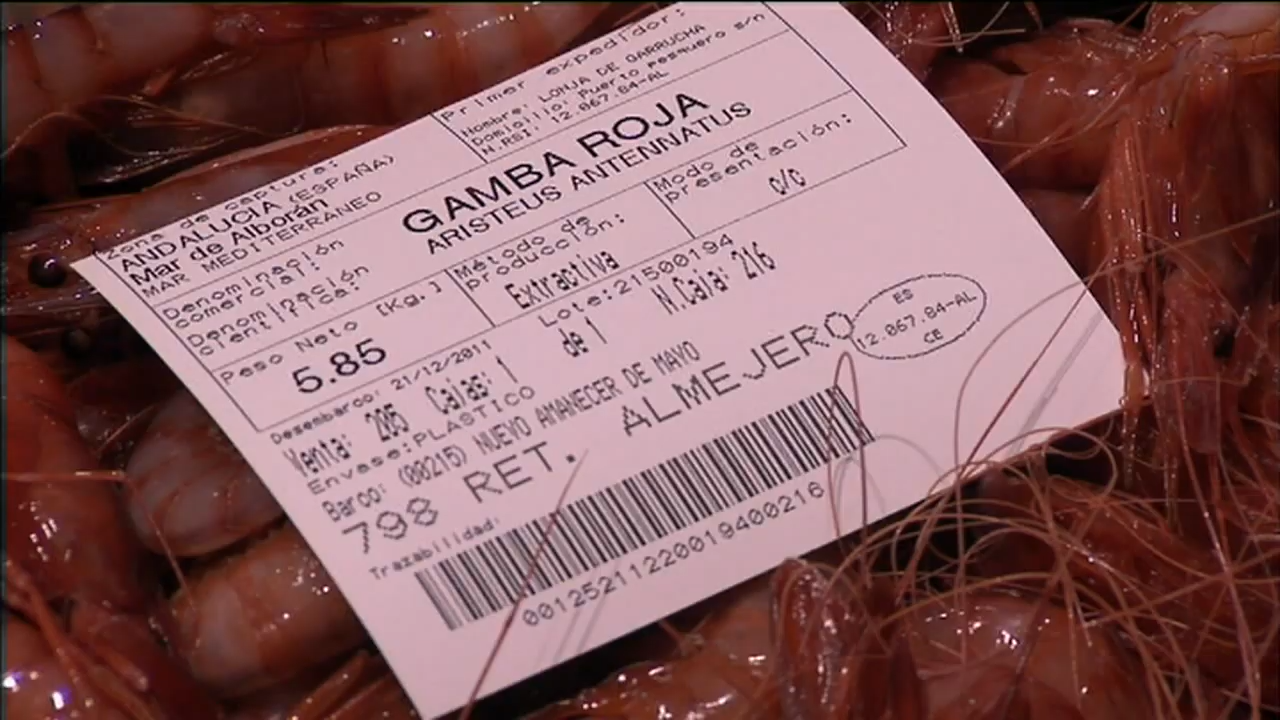 Primer expedidor:
Nombre: LONJA DE GARRUCHA
Domicilio: Puerto pesquero s/n
N.RSI: 12.067.84-AL
Zona de captura:
ANDALUCIA (ESPAÑA)
Mar de Alborán
MAR MEDITERRANEO
Denominación comercial:
GAMBA ROJA
Denominación científica:
ARISTEUS ANTENNATUS
Peso Neto [Kg.]
5.85
Método de producción:
Extractiva
Modo de presentación:
c/c
Desembarco: 21/12/2011
Lote:21500194
Venta: 205 Cajas: 1 de 1 N.Caja: 216
Envase:PLASTICO
Barco: (00215) NUEVO AMANECER DE MAYO
798 RET. ALMEJERO
ES
12.067.84-AL
CE
Trazabilidad:
00125211220019400216